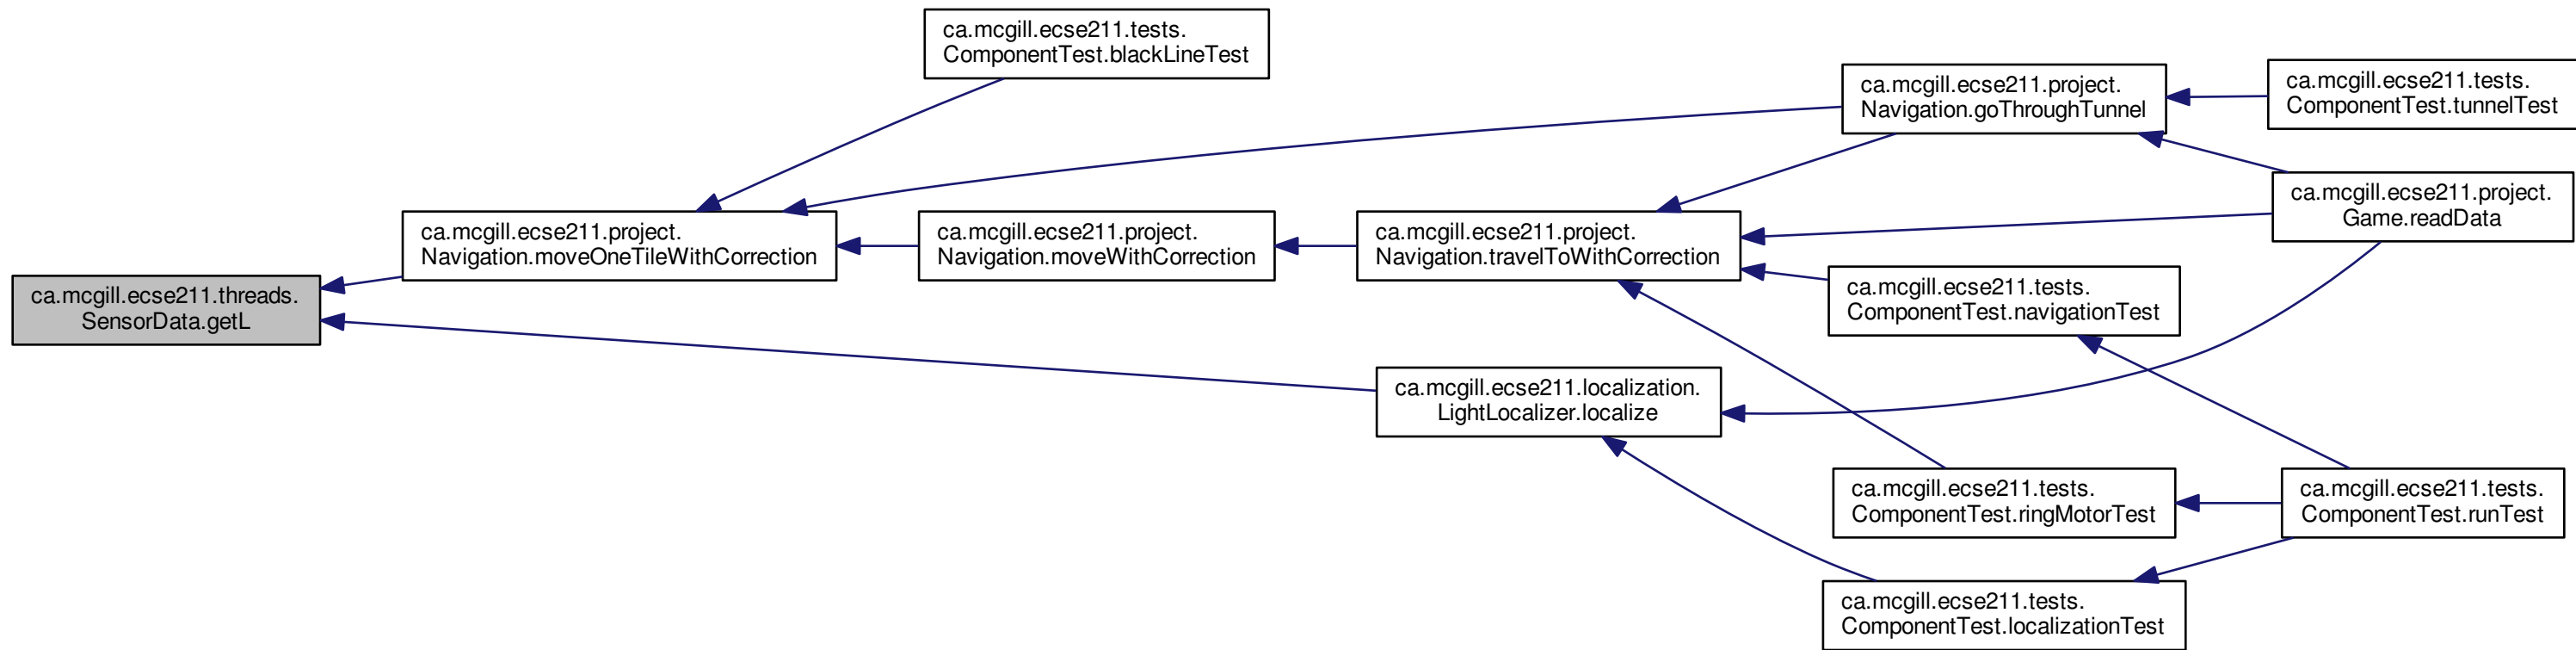 ca.mcgill.ecse211.threads.
SensorData.getL
ca.mcgill.ecse211.project.
Navigation.moveOneTileWithCorrection
ca.mcgill.ecse211.tests.
ComponentTest.blackLineTest
ca.mcgill.ecse211.project.
Navigation.moveWithCorrection
ca.mcgill.ecse211.project.
Navigation.travelToWithCorrection
ca.mcgill.ecse211.localization.
LightLocalizer.localize
ca.mcgill.ecse211.project.
Navigation.goThroughTunnel
ca.mcgill.ecse211.tests.
ComponentTest.navigationTest
ca.mcgill.ecse211.tests.
ComponentTest.ringMotorTest
ca.mcgill.ecse211.tests.
ComponentTest.localizationTest
ca.mcgill.ecse211.tests.
ComponentTest.tunnelTest
ca.mcgill.ecse211.project.
Game.readData
ca.mcgill.ecse211.tests.
ComponentTest.runTest